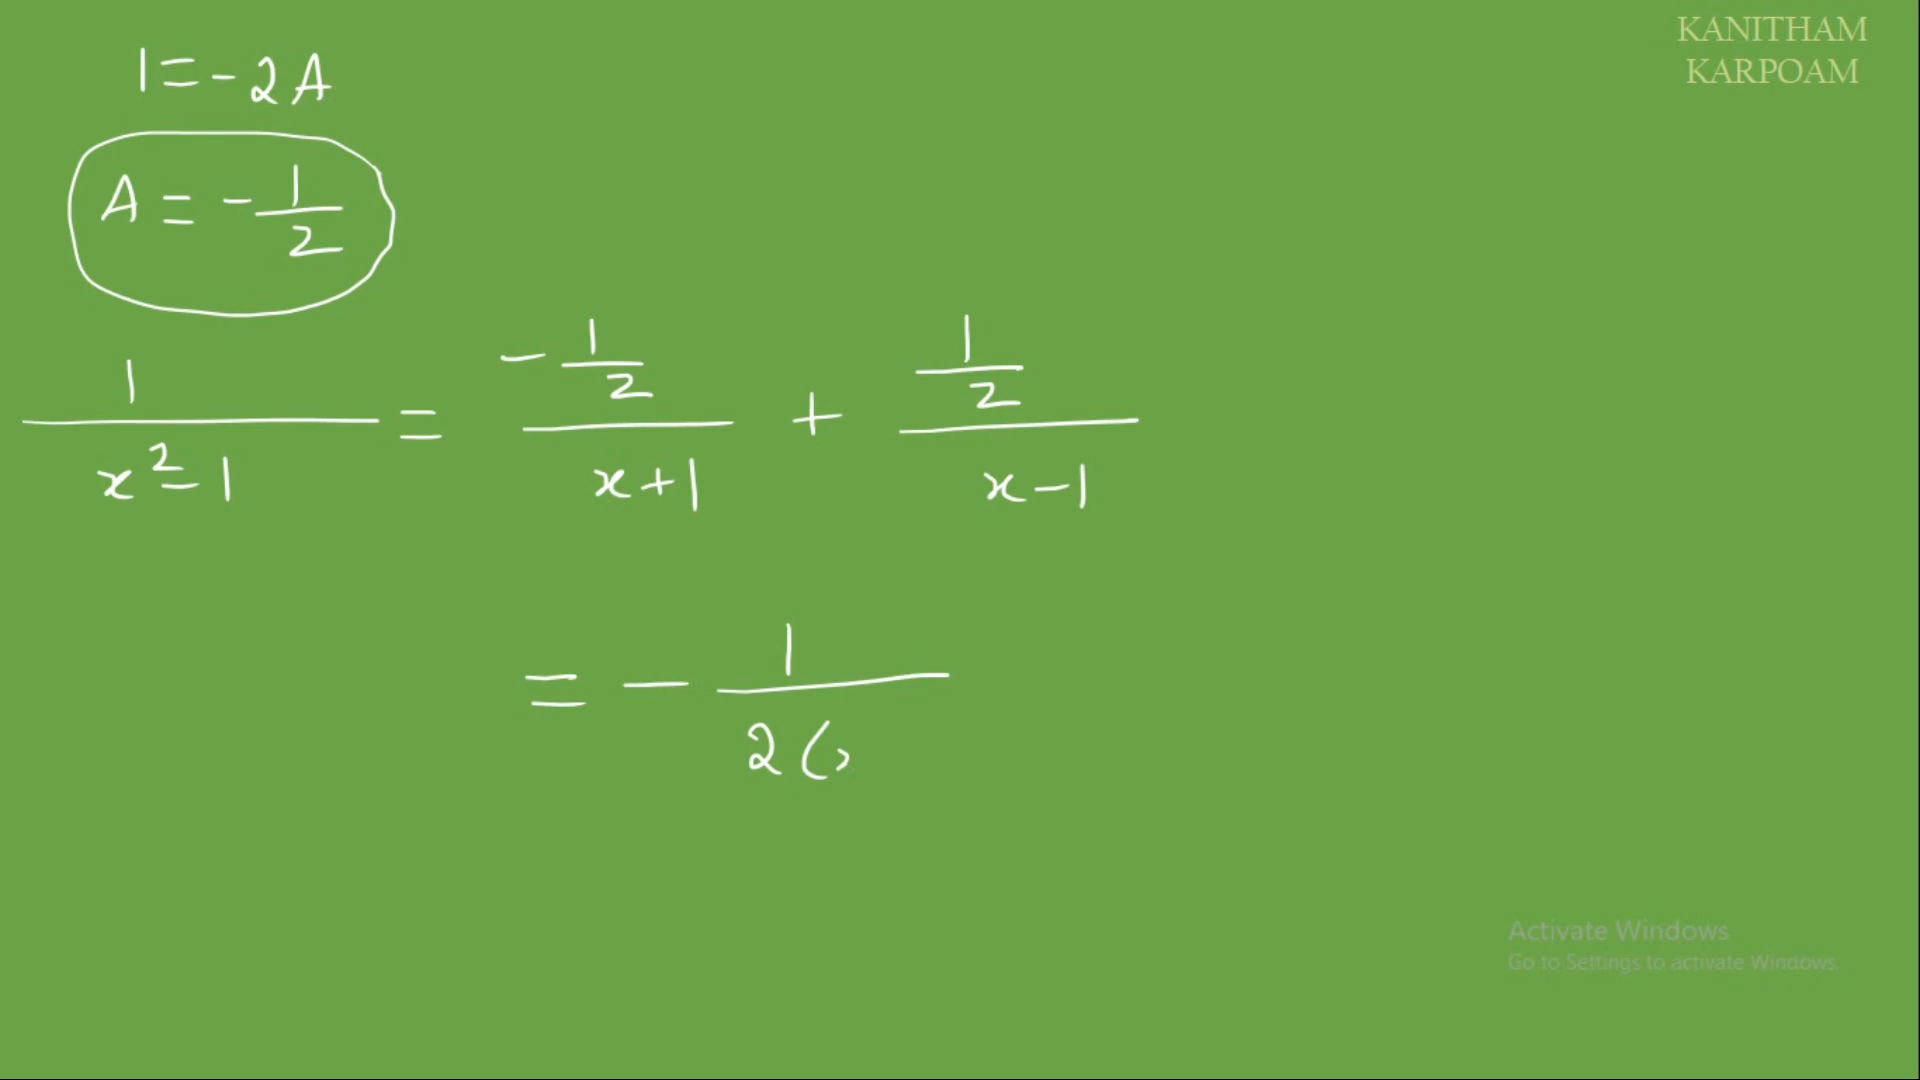 KANITHAM
KARPOAM
1 = -2A
A = -1/2
1/(x²-1) = (-1/2)/(x+1) + (1/2)/(x-1)
= - 1/2(
Activate Windows
Go to Settings to activate Windows.